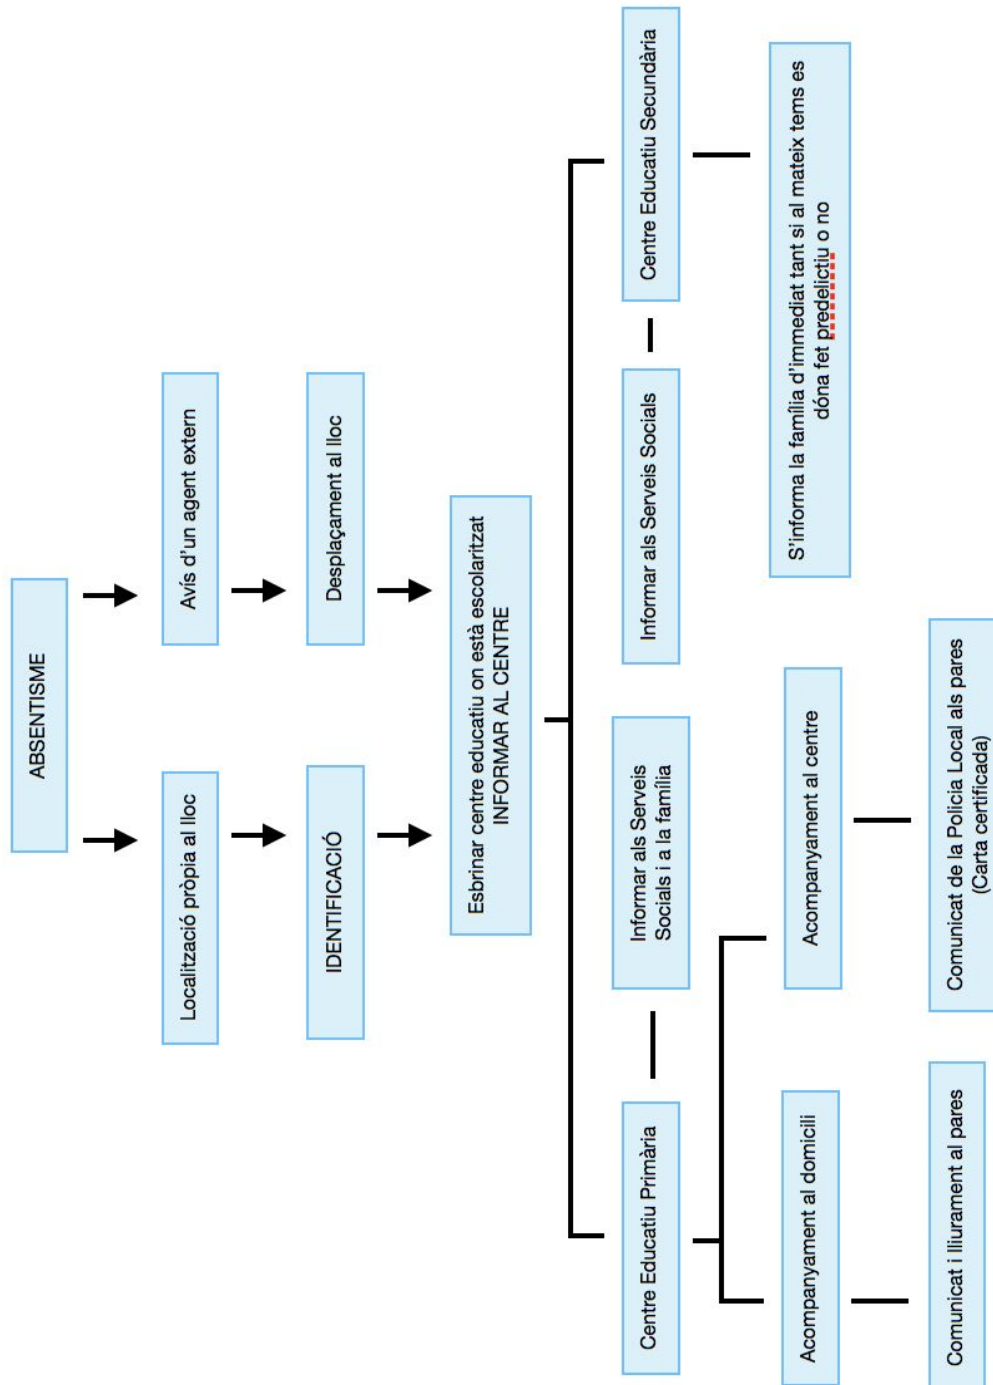 ABSENTISME
Localització pròpia al lloc
Avís d'un agent extern
IDENTIFICACIÓ
Desplaçament al lloc
Esbrinar centre educatiu on està escolaritzat
INFORMAR AL CENTRE
Centre Educatiu Primària
Informar als Serveis
Socials i a la família
Informar als Serveis Socials
Centre Educatiu Secundària
Acompanyament al domicili
Acompanyament al centre
S'informa la família d'immediat tant si al mateix tems es
dóna fet predelictiu o no
Comunicat i lliurament al pares
Comunicat de la Policia Local als pares
(Carta certificada)